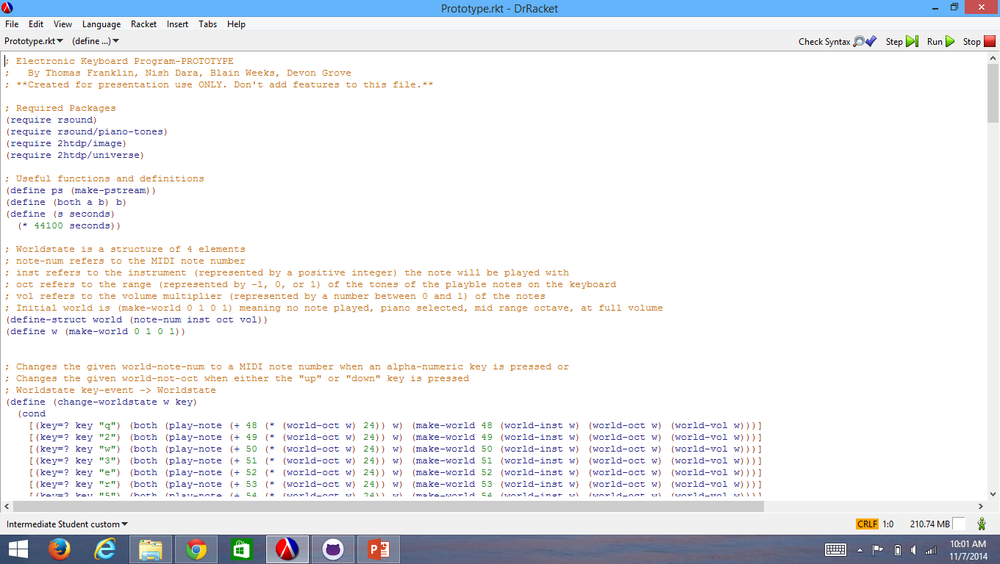 Prototype.rkt - DrRacket
File Edit View Language Racket Insert Tabs Help
Prototype.rkt (define ...) Check Syntax Step Run Stop
; Electronic Keyboard Program-PROTOTYPE
;   By Thomas Franklin, Nish Dara, Blain Weeks, Devon Grove
; **Created for presentation use ONLY. Don't add features to this file.**
; Required Packages
(require rsound)
(require rsound/piano-tones)
(require 2htdp/image)
(require 2htdp/universe)
; Useful functions and definitions
(define ps (make-pstream))
(define (both a b) b)
(define (s seconds)
  (* 44100 seconds))
; Worldstate is a structure of 4 elements
; note-num refers to the MIDI note number
; inst refers to the instrument (represented by a positive integer) the note will be played with
; oct refers to the range (represented by -1, 0, or 1) of the tones of the playble notes on the keyboard
; vol refers to the volume multiplier (represented by a number between 0 and 1) of the notes
; Initial world is (make-world 0 1 0 1) meaning no note played, piano selected, mid range octave, at full volume
(define-struct world (note-num inst oct vol))
(define w (make-world 0 1 0 1))
; Changes the given world-note-num to a MIDI note number when an alpha-numeric key is pressed or
; Changes the given world-not-oct when either the "up" or "down" key is pressed
; Worldstate key-event -> Worldstate
(define (change-worldstate w key)
  (cond
    [(key=? key "q") (both (play-note (+ 48 (* (world-oct w) 24)) w) (make-world 48 (world-inst w) (world-oct w) (world-vol w)))]
    [(key=? key "2") (both (play-note (+ 49 (* (world-oct w) 24)) w) (make-world 49 (world-inst w) (world-oct w) (world-vol w)))]
    [(key=? key "w") (both (play-note (+ 50 (* (world-oct w) 24)) w) (make-world 50 (world-inst w) (world-oct w) (world-vol w)))]
    [(key=? key "3") (both (play-note (+ 51 (* (world-oct w) 24)) w) (make-world 51 (world-inst w) (world-oct w) (world-vol w)))]
    [(key=? key "e") (both (play-note (+ 52 (* (world-oct w) 24)) w) (make-world 52 (world-inst w) (world-oct w) (world-vol w)))]
    [(key=? key "r") (both (play-note (+ 53 (* (world-oct w) 24)) w) (make-world 53 (world-inst w) (world-oct w) (world-vol w)))]
    [(key=? key "5") (both (play-note (+ 54 (* (world-oct w) 24)) w) (make-world 54 (world-inst w) (world-oct w) (world-vol w)))]
Intermediate Student custom CRLF 1:0 210.74 MB
10:01 AM
11/7/2014